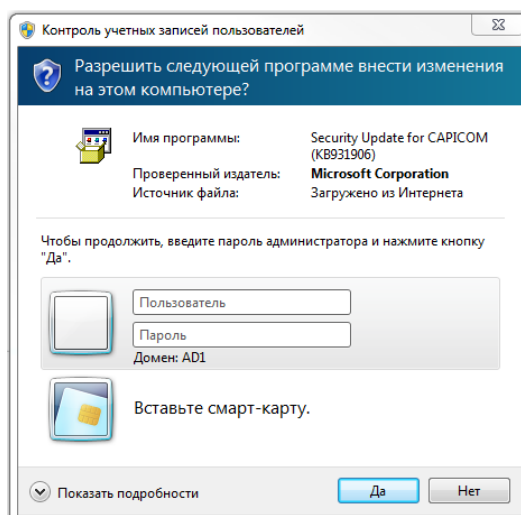 Контроль учетных записей пользователей
Разрешить следующей программе внести изменения
на этом компьютере?
Имя программы: Security Update for CAPICOM
(KB931906)
Проверенный издатель: Microsoft Corporation
Источник файла: Загружено из Интернета
Чтобы продолжить, введите пароль администратора и нажмите кнопку
"Да".
Пользователь
Пароль
Домен: AD1
Вставьте смарт-карту.
Показать подробности Да Нет